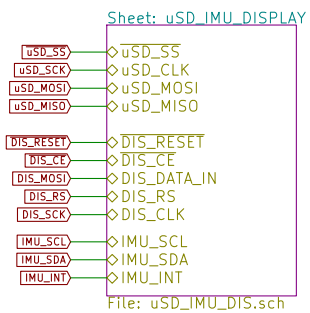 Sheet: uSD_IMU_DISPLAY
uSD_SS uSD_SS
uSD_SCK uSD_CLK
uSD_MOSI uSD_MOSI
uSD_MISO uSD_MISO
DIS_RESET DIS_RESET
DIS_CE DIS_CE
DIS_MOSI DIS_DATA_IN
DIS_RS DIS_RS
DIS_SCK DIS_CLK
IMU_SCL IMU_SCL
IMU_SDA IMU_SDA
IMU_INT IMU_INT
File: uSD_IMU_DIS.sch